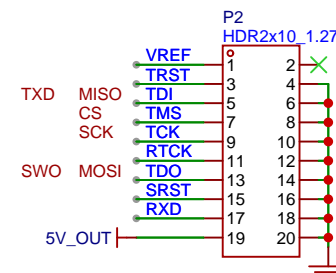 P2
HDR2x10_1.27
VREF 1 2
TRST 3 4
TXD MISO TDI 5 6
CS TMS 7 8
SCK TCK 9 10
RTCK 11 12
SWO MOSI TDO 13 14
SRST 15 16
RXD 17 18
5V_OUT 19 20